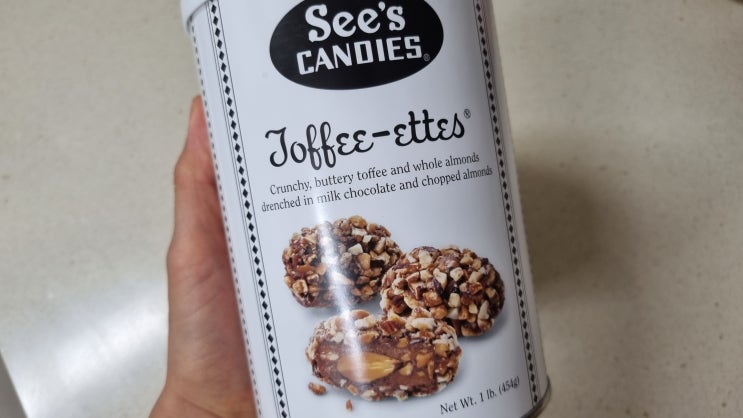 See's
CANDIES®
Toffee-ettes®
Crunchy, buttery toffee and whole almonds
drenched in milk chocolate and chopped almonds
Net Wt. 1 lb. (454g)